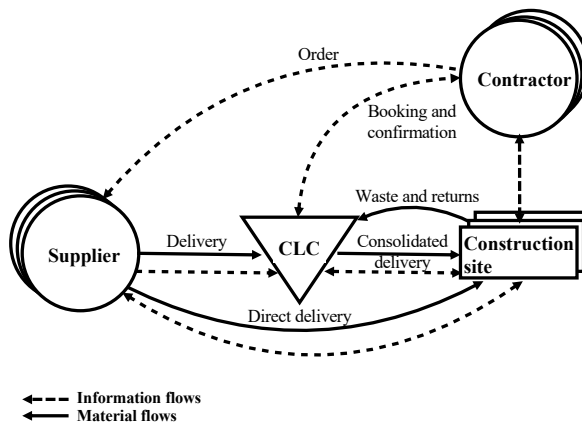 Order
Contractor
Booking and
confirmation
Waste and returns
Supplier
Delivery
CLC
Consolidated
delivery
Construction
site
Direct delivery
Information flows
Material flows